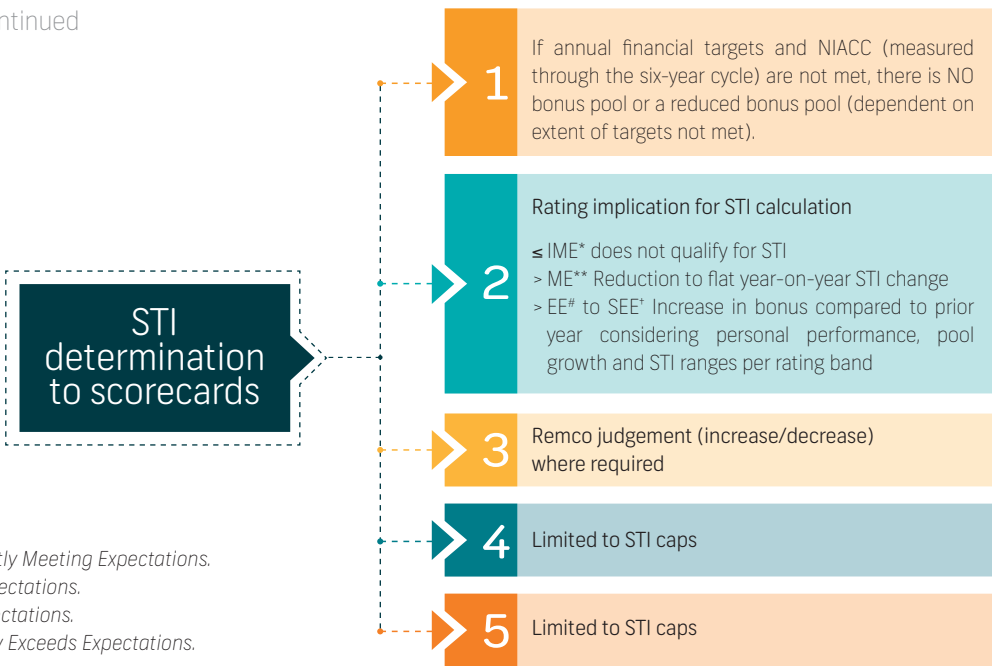 If annual financial targets and NIACC (measured
through the six-year cycle) are not met, there is NO
bonus pool or a reduced bonus pool (dependent on
extent of targets not met).
1
Rating implication for STI calculation
≤ IME* does not qualify for STI
> ME** Reduction to flat year-on-year STI change
> EE# to SEE+ Increase in bonus compared to prior
year considering personal performance, pool
growth and STI ranges per rating band
2
STI
determination
to scorecards
3
Remco judgement (increase/decrease)
where required
4
Limited to STI caps
5
Limited to STI caps
Meeting Expectations.
Exceeds Expectations.